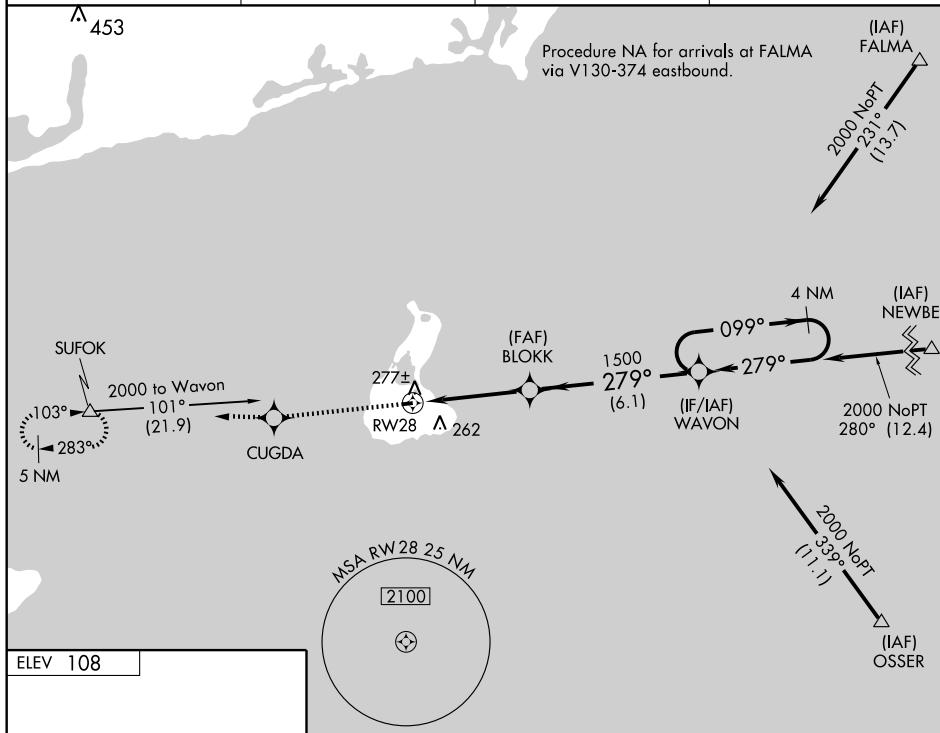 453
Procedure NA for arrivals at FALMA
via V130-374 eastbound.
(IAF)
FALMA
2000 NoPT
231°
(13.7)
4 NM
(IAF)
NEWBE
099°
279°
(FAF)
BLOKK
1500
279°
(6.1)
(IF/IAF)
WAVON
2000 NoPT
280° (12.4)
SUFOK
2000 to Wavon
101°
(21.9)
103°
283°
5 NM
CUGDA
277±
RW28
262
2000 NoPT
339°
(11.1)
(IAF)
OSSER
MSA RW28 25 NM
2100
ELEV 108